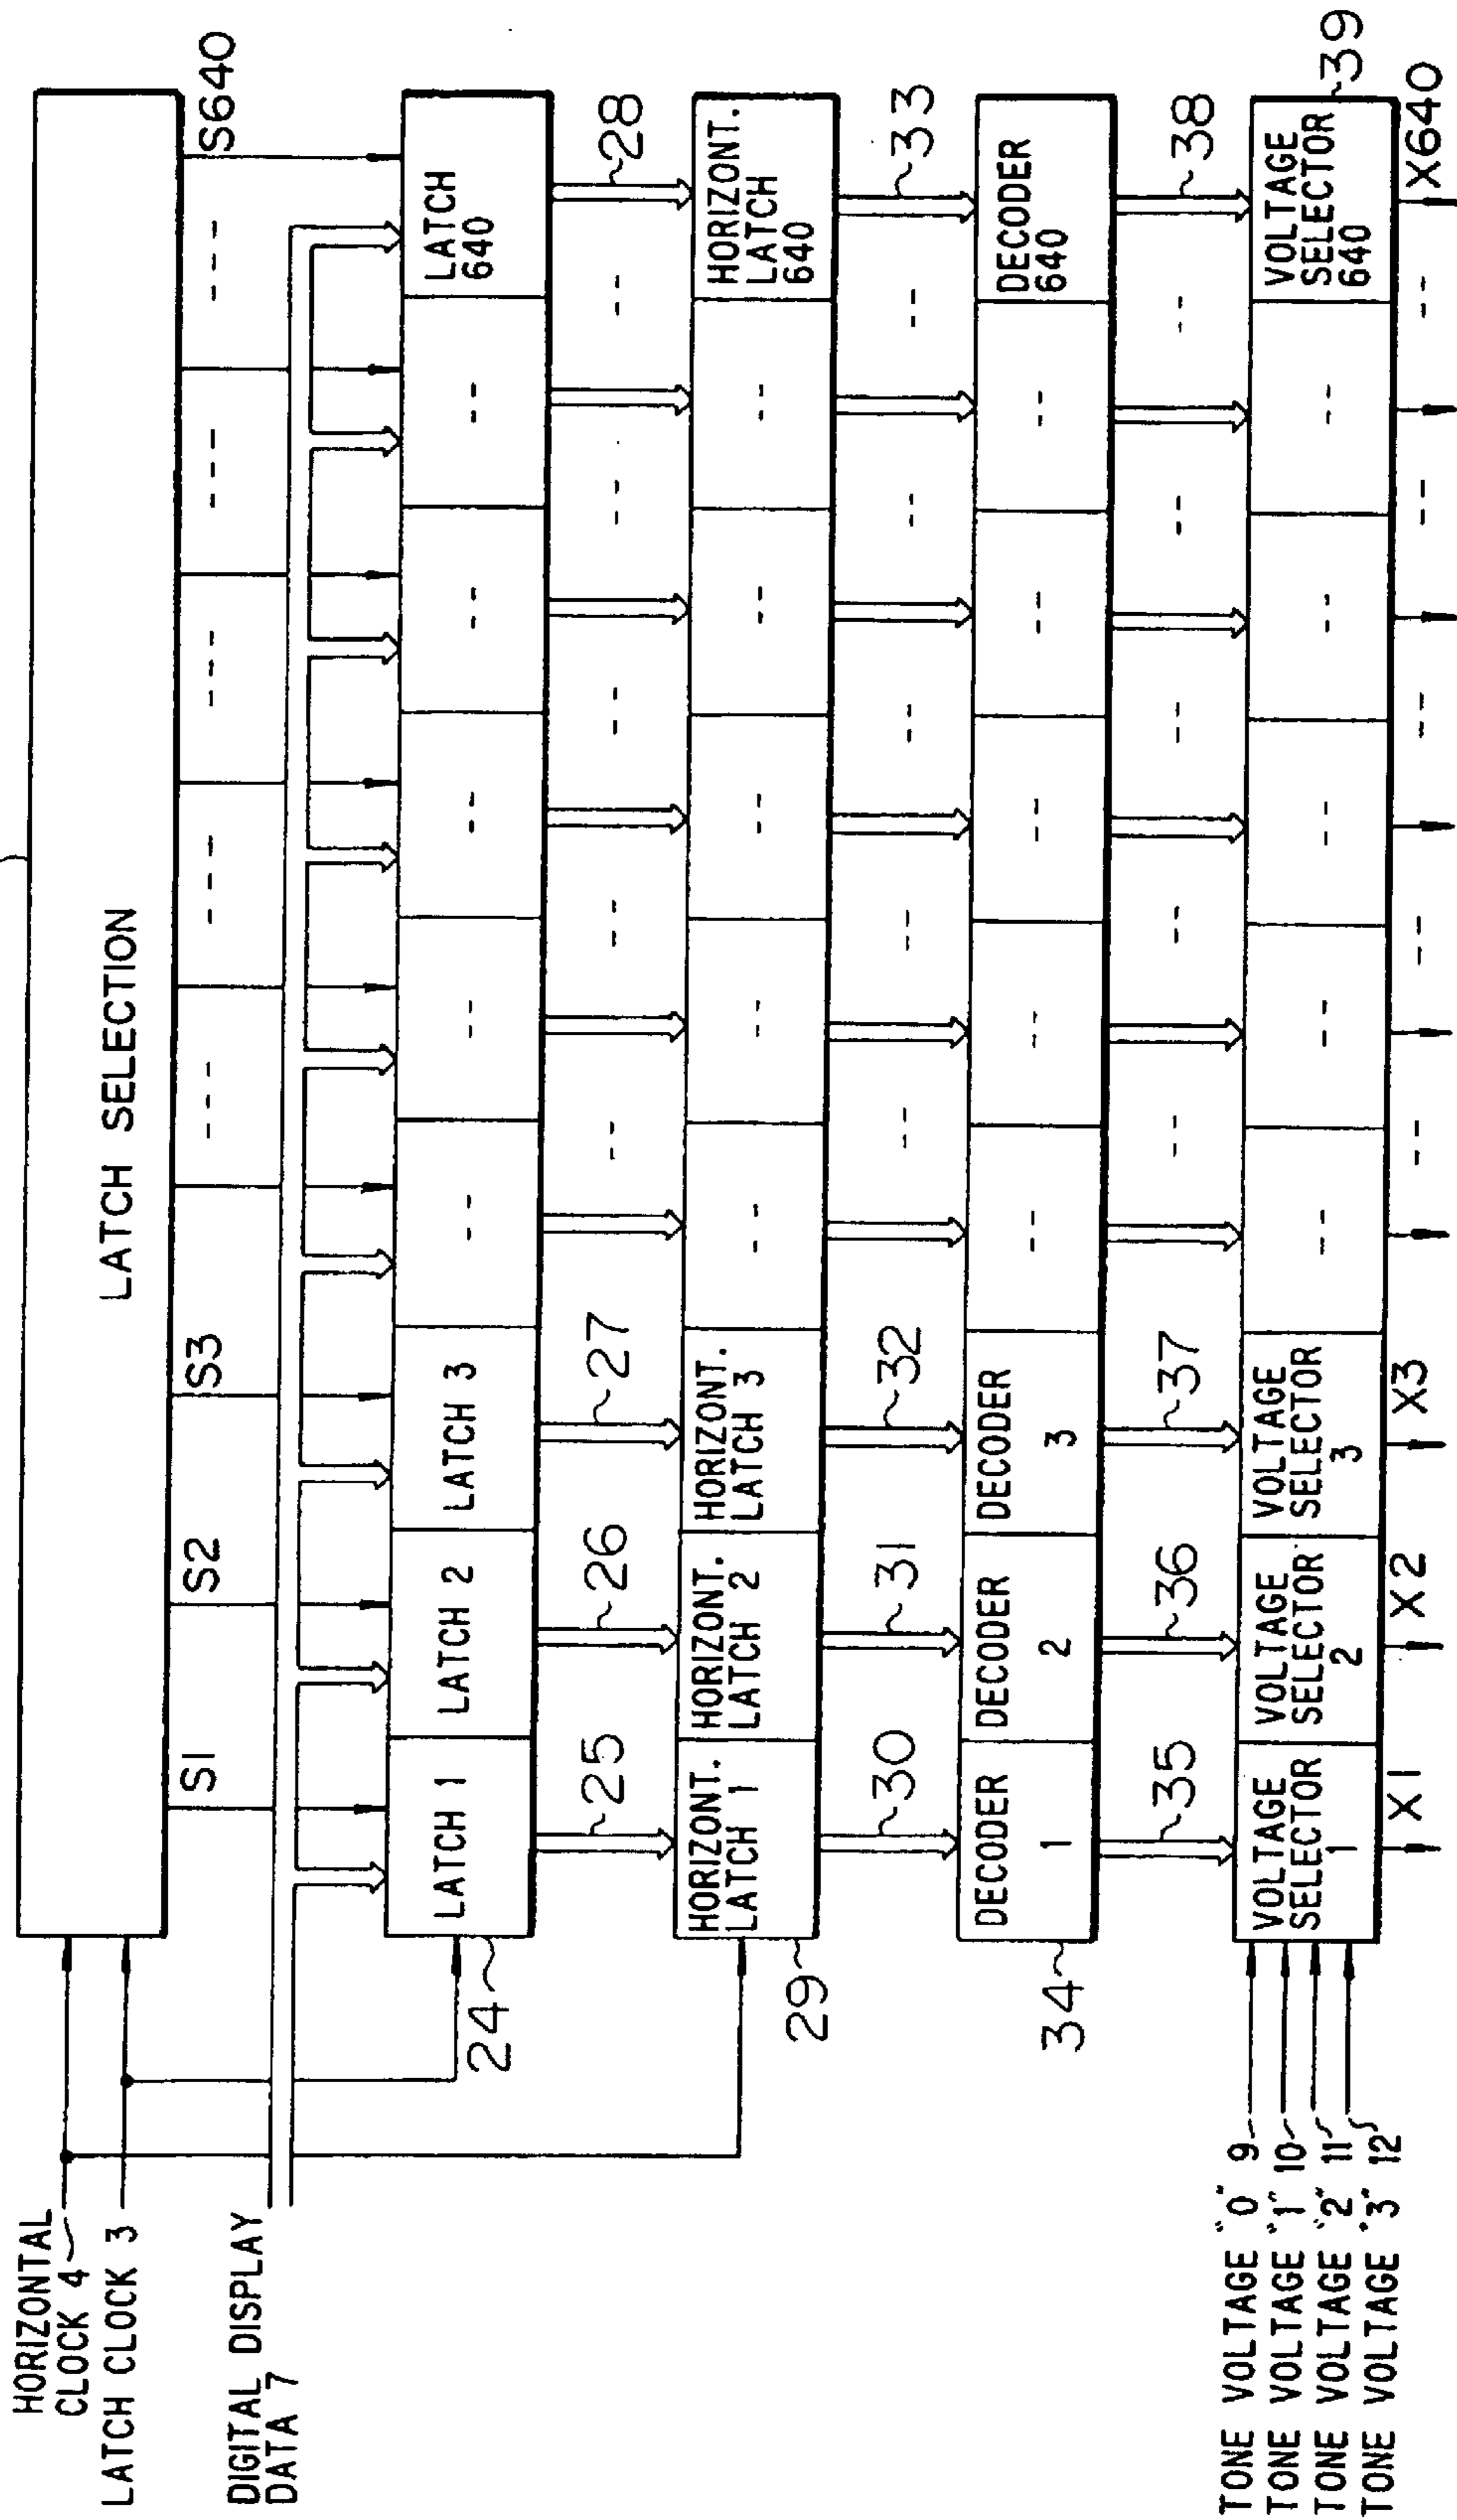 HORIZONTAL
CLOCK 4
LATCH CLOCK 3
DIGITAL DISPLAY
DATA 7
LATCH SELECTION
S1
S2
S3
---
---
---
---
---
S640
24
LATCH 1
LATCH 2
LATCH 3
--
--
--
--
--
LATCH
640
25
26
27
--
--
--
--
--
28
29
HORIZONT.
LATCH 1
HORIZONT.
LATCH 2
HORIZONT.
LATCH 3
--
--
--
--
--
HORIZONT.
LATCH
640
30
31
32
--
--
--
--
--
33
34
DECODER
1
DECODER
2
DECODER
3
--
--
--
--
--
DECODER
640
35
36
37
--
--
--
--
--
38
TONE VOLTAGE "0" 9
TONE VOLTAGE "1" 10
TONE VOLTAGE "2" 11
TONE VOLTAGE "3" 12
VOLTAGE
SELECTOR
1
VOLTAGE
SELECTOR
2
VOLTAGE
SELECTOR
3
--
--
--
--
--
VOLTAGE
SELECTOR
640
39
X1
X2
X3
--
--
--
--
--
X640